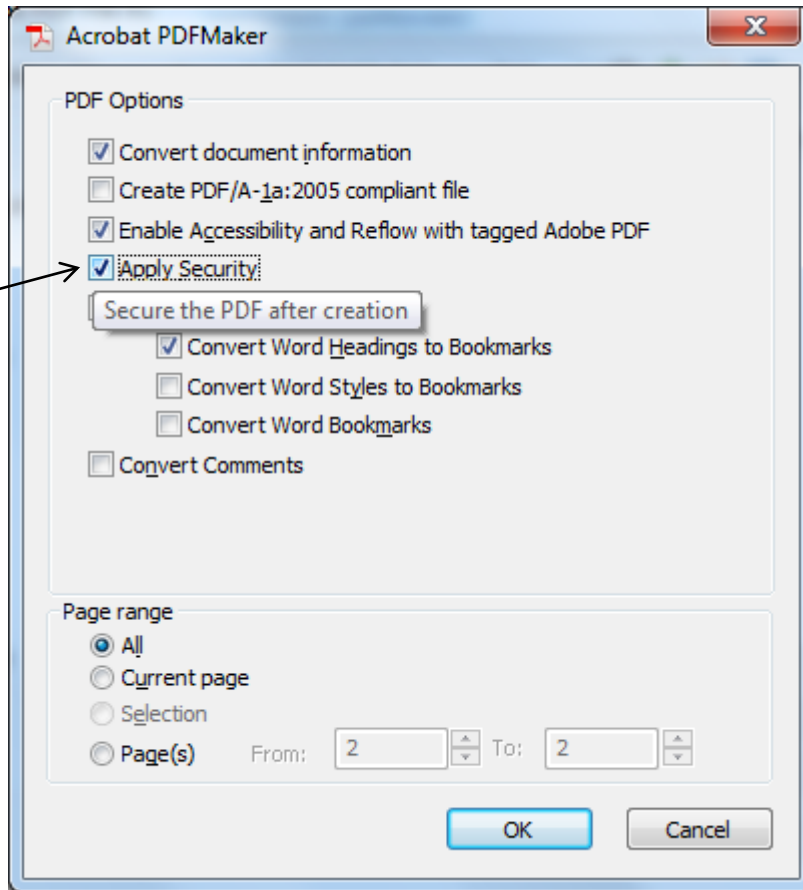 Acrobat PDFMaker
PDF Options
Convert document information
Create PDF/A-1a:2005 compliant file
Enable Accessibility and Reflow with tagged Adobe PDF
Apply Security
Secure the PDF after creation
Convert Word Headings to Bookmarks
Convert Word Styles to Bookmarks
Convert Word Bookmarks
Convert Comments
Page range
All
Current page
Selection
Page(s) From: 2 To: 2
OK Cancel